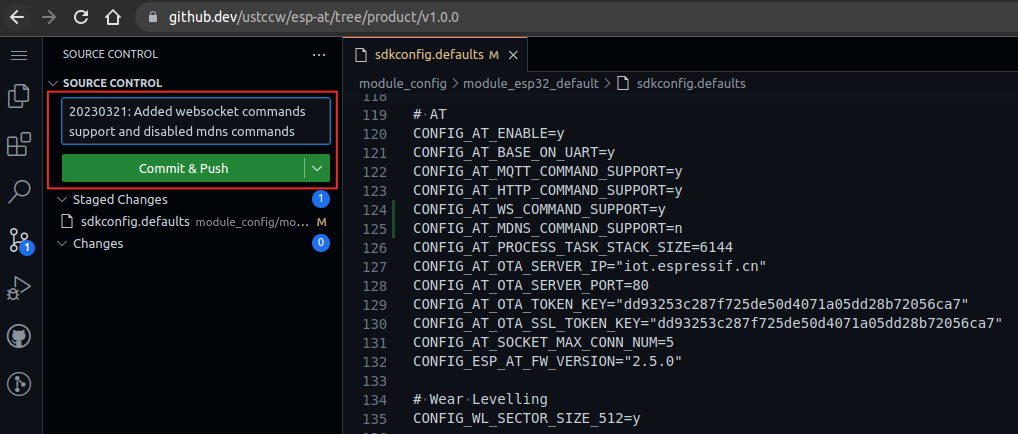 github.dev/ustccw/esp-at/tree/product/v1.0.0
SOURCE CONTROL
SOURCE CONTROL
20230321: Added websocket commands
support and disabled mdns commands
Commit & Push
Staged Changes 1
sdkconfig.defaults module_config/mo... M
Changes 0
1
sdkconfig.defaults M
module_config > module_esp32_default > sdkconfig.defaults
118
119 # AT
120 CONFIG_AT_ENABLE=y
121 CONFIG_AT_BASE_ON_UART=y
122 CONFIG_AT_MQTT_COMMAND_SUPPORT=y
123 CONFIG_AT_HTTP_COMMAND_SUPPORT=y
124 CONFIG_AT_WS_COMMAND_SUPPORT=y
125 CONFIG_AT_MDNS_COMMAND_SUPPORT=n
126 CONFIG_AT_PROCESS_TASK_STACK_SIZE=6144
127 CONFIG_AT_OTA_SERVER_IP="iot.espressif.cn"
128 CONFIG_AT_OTA_SERVER_PORT=80
129 CONFIG_AT_OTA_TOKEN_KEY="dd93253c287f725de50d4071a05dd28b72056ca7"
130 CONFIG_AT_OTA_SSL_TOKEN_KEY="dd93253c287f725de50d4071a05dd28b72056ca7"
131 CONFIG_AT_SOCKET_MAX_CONN_NUM=5
132 CONFIG_ESP_AT_FW_VERSION="2.5.0"
133
134 # Wear Levelling
135 CONFIG_WL_SECTOR_SIZE_512=y